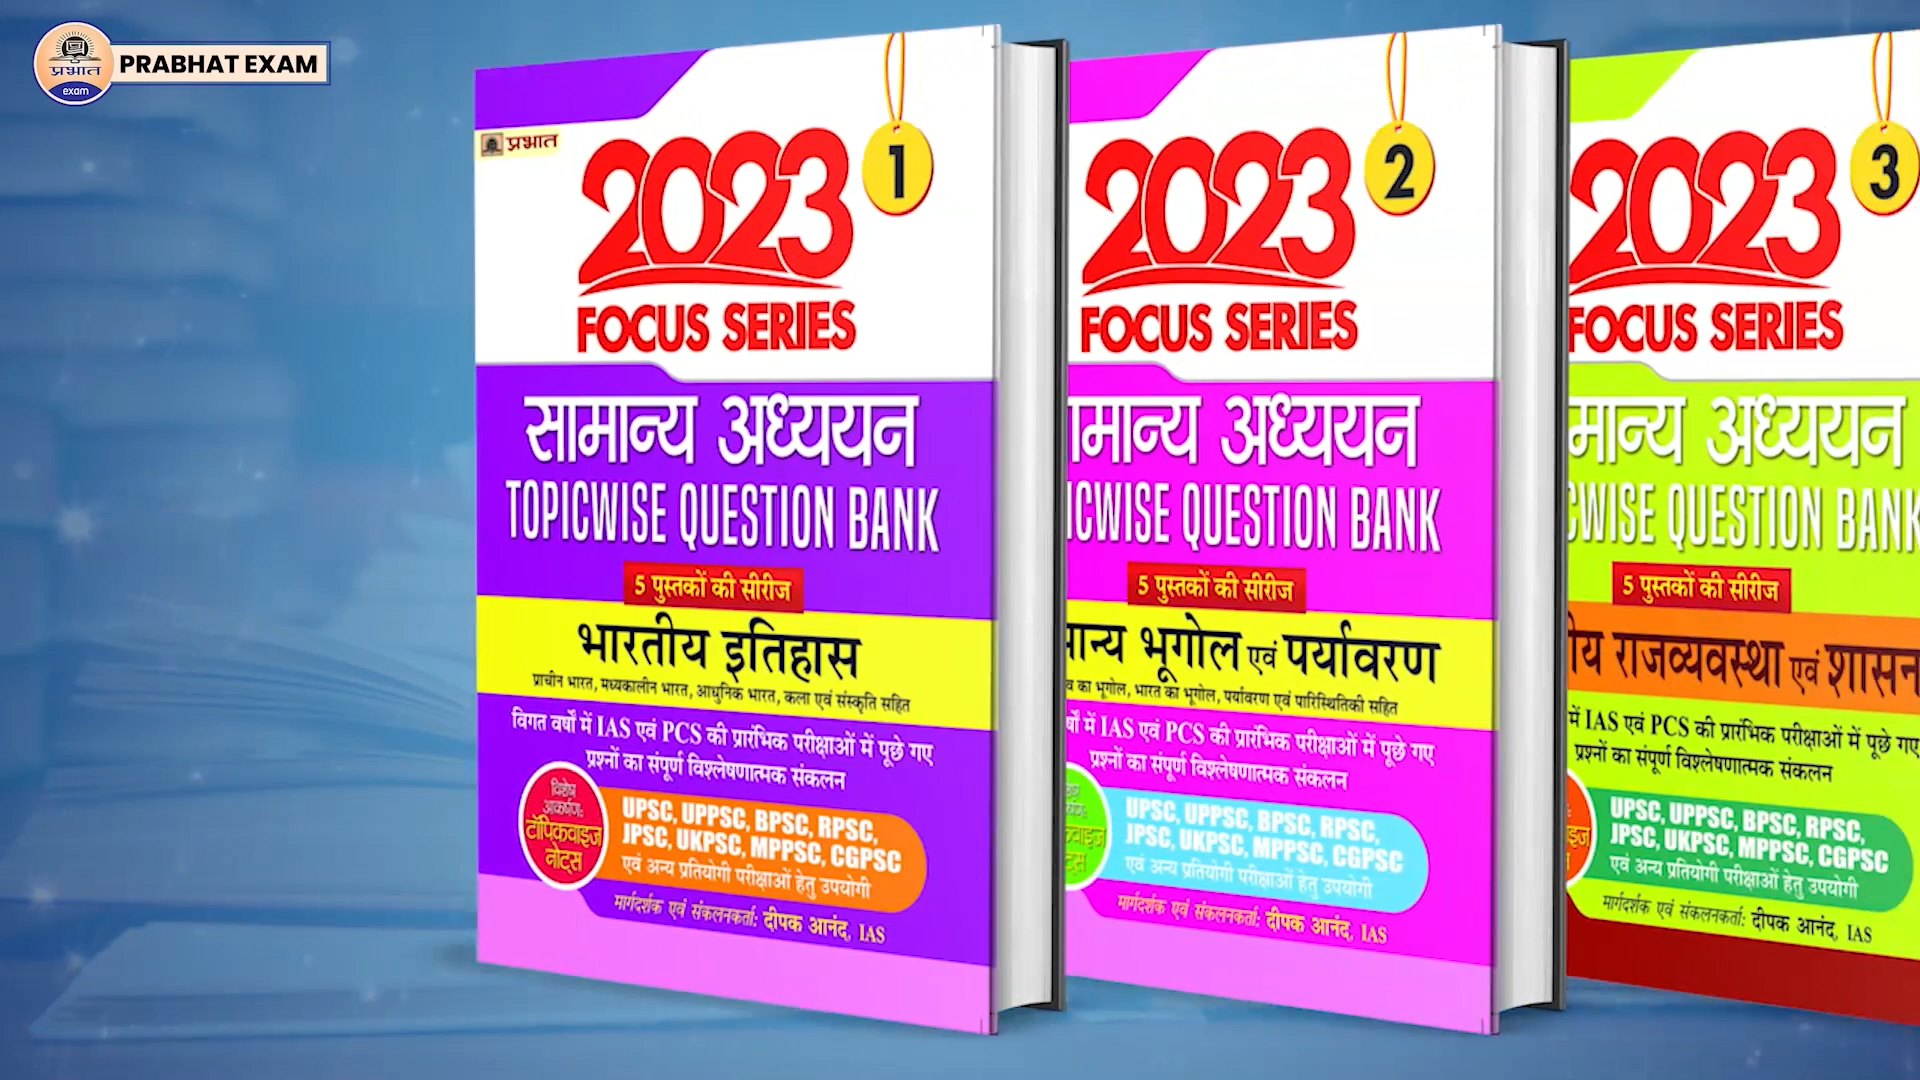 प्रभात
exam
PRABHAT EXAM
प्रभात
2023
1
FOCUS SERIES
सामान्य अध्ययन
TOPICWISE QUESTION BANK
5 पुस्तकों की सीरीज
भारतीय इतिहास
प्राचीन भारत, मध्यकालीन भारत, आधुनिक भारत, कला एवं संस्कृति सहित
विगत वर्षों में IAS एवं PCS की प्रारंभिक परीक्षाओं में पूछे गए
प्रश्नों का संपूर्ण विश्लेषणात्मक संकलन
विशेष
आकर्षण:
टॉपिकवाइज
नोट्स
UPSC, UPPSC, BPSC, RPSC,
JPSC, UKPSC, MPPSC, CGPSC
एवं अन्य प्रतियोगी परीक्षाओं हेतु उपयोगी
मार्गदर्शक एवं संकलनकर्ता: दीपक आनंद, IAS
2023
2
FOCUS SERIES
अध्ययन
QUESTION BANK
5 पुस्तकों की सीरीज
भूगोल एवं पर्यावरण
का भूगोल, भारत का भूगोल, पर्यावरण एवं पारिस्थितिकी सहित
में IAS एवं PCS की प्रारंभिक परीक्षाओं में पूछे गए
प्रश्नों का संपूर्ण विश्लेषणात्मक संकलन
UPSC, UPPSC, BPSC, RPSC,
JPSC, UKPSC, MPPSC, CGPSC
एवं अन्य प्रतियोगी परीक्षाओं हेतु उपयोगी
मार्गदर्शक एवं संकलनकर्ता: दीपक आनंद, IAS
2023
3
FOCUS SERIES
अध्ययन
QUESTION BANK
5 पुस्तकों की सीरीज
राजव्यवस्था एवं शासन
में IAS एवं PCS की प्रारंभिक परीक्षाओं में पूछे गए
प्रश्नों का संपूर्ण विश्लेषणात्मक संकलन
UPSC, UPPSC, BPSC, RPSC,
JPSC, UKPSC, MPPSC, CGPSC
एवं अन्य प्रतियोगी परीक्षाओं हेतु उपयोगी
मार्गदर्शक एवं संकलनकर्ता: दीपक आनंद, IAS